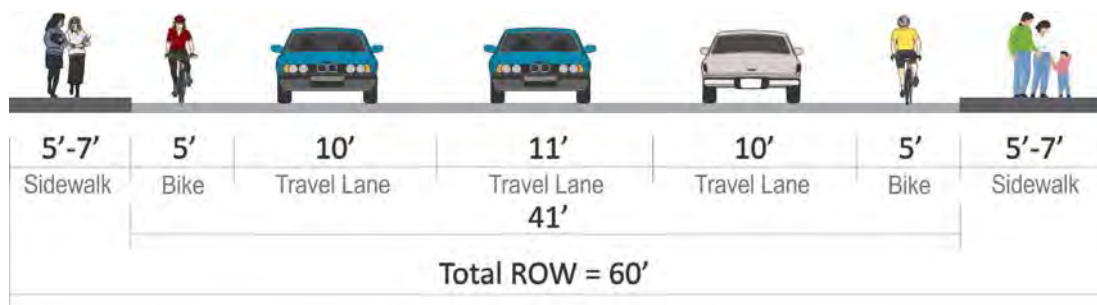 5’-7’ 5’ 10’ 11’ 10’ 5’ 5’-7’
Sidewalk Bike Travel Lane Travel Lane Travel Lane Bike Sidewalk
41’
Total ROW = 60’